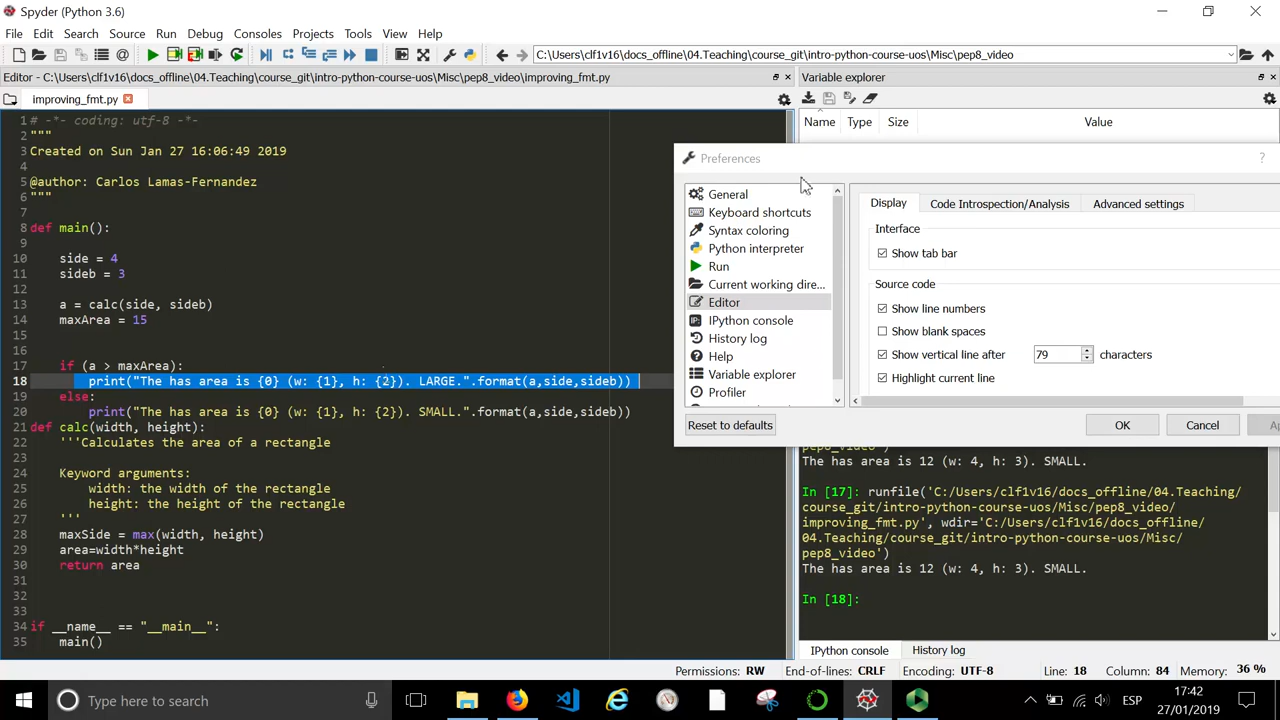 Spyder (Python 3.6)
File Edit Search Source Run Debug Consoles Projects Tools View Help
C:\Users\clf1v16\docs_offline\04.Teaching\course_git\intro-python-course-uos\Misc\pep8_video
Editor - C:\Users\clf1v16\docs_offline\04.Teaching\course_git\intro-python-course-uos\Misc\pep8_video\improving_fmt.py
improving_fmt.py
1 # -*- coding: utf-8 -*-
2 """
3 Created on Sun Jan 27 16:06:49 2019
4
5 @author: Carlos Lamas-Fernandez
6 """
7
8 def main():
9
10 side = 4
11 sideb = 3
12
13 a = calc(side, sideb)
14 maxArea = 15
15
16
17 if (a > maxArea):
18 print("The has area is {0} (w: {1}, h: {2}). LARGE.".format(a,side,sideb))
19 else:
20 print("The has area is {0} (w: {1}, h: {2}). SMALL.".format(a,side,sideb))
21 def calc(width, height):
22 '''Calculates the area of a rectangle
23
24 Keyword arguments:
25 width: the width of the rectangle
26 height: the height of the rectangle
27 '''
28 maxSide = max(width, height)
29 area=width*height
30 return area
31
32
33
34 if __name__ == "__main__":
35 main()
Variable explorer
Name Type Size Value
Preferences ?
General
Keyboard shortcuts
Syntax coloring
Python interpreter
Run
Current working dire...
Editor
IPython console
History log
Help
Variable explorer
Profiler
Display Code Introspection/Analysis Advanced settings
Interface
Show tab bar
Source code
Show line numbers
Show blank spaces
Show vertical line after 79 characters
Highlight current line
Reset to defaults OK Cancel Ap
pep8_video')
The has area is 12 (w: 4, h: 3). SMALL.
In [17]: runfile('C:/Users/clf1v16/docs_offline/04.Teaching/
course_git/intro-python-course-uos/Misc/pep8_video/
improving_fmt.py', wdir='C:/Users/clf1v16/docs_offline/
04.Teaching/course_git/intro-python-course-uos/Misc/
pep8_video')
The has area is 12 (w: 4, h: 3). SMALL.
In [18]:
IPython console History log
Permissions: RW End-of-lines: CRLF Encoding: UTF-8 Line: 18 Column: 84 Memory: 36 %
Type here to search
ESP
17:42
27/01/2019